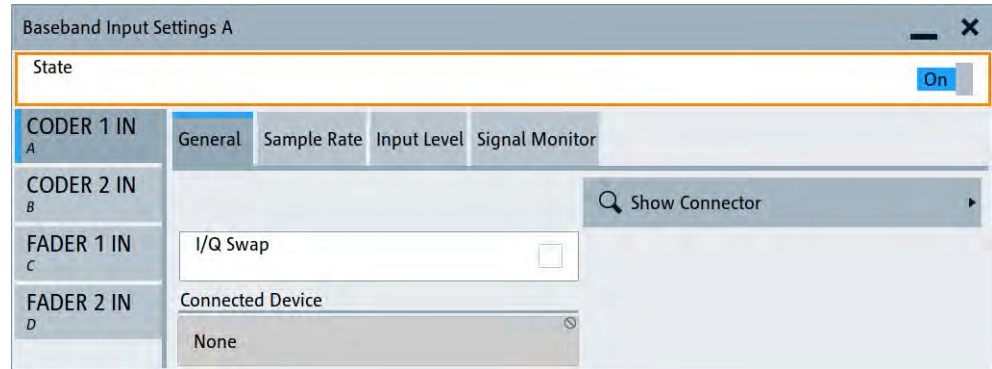 Baseband Input Settings A
State
On
CODER 1 IN
A
General Sample Rate Input Level Signal Monitor
CODER 2 IN
B
Show Connector
FADER 1 IN
C
I/Q Swap
FADER 2 IN
D
Connected Device
None